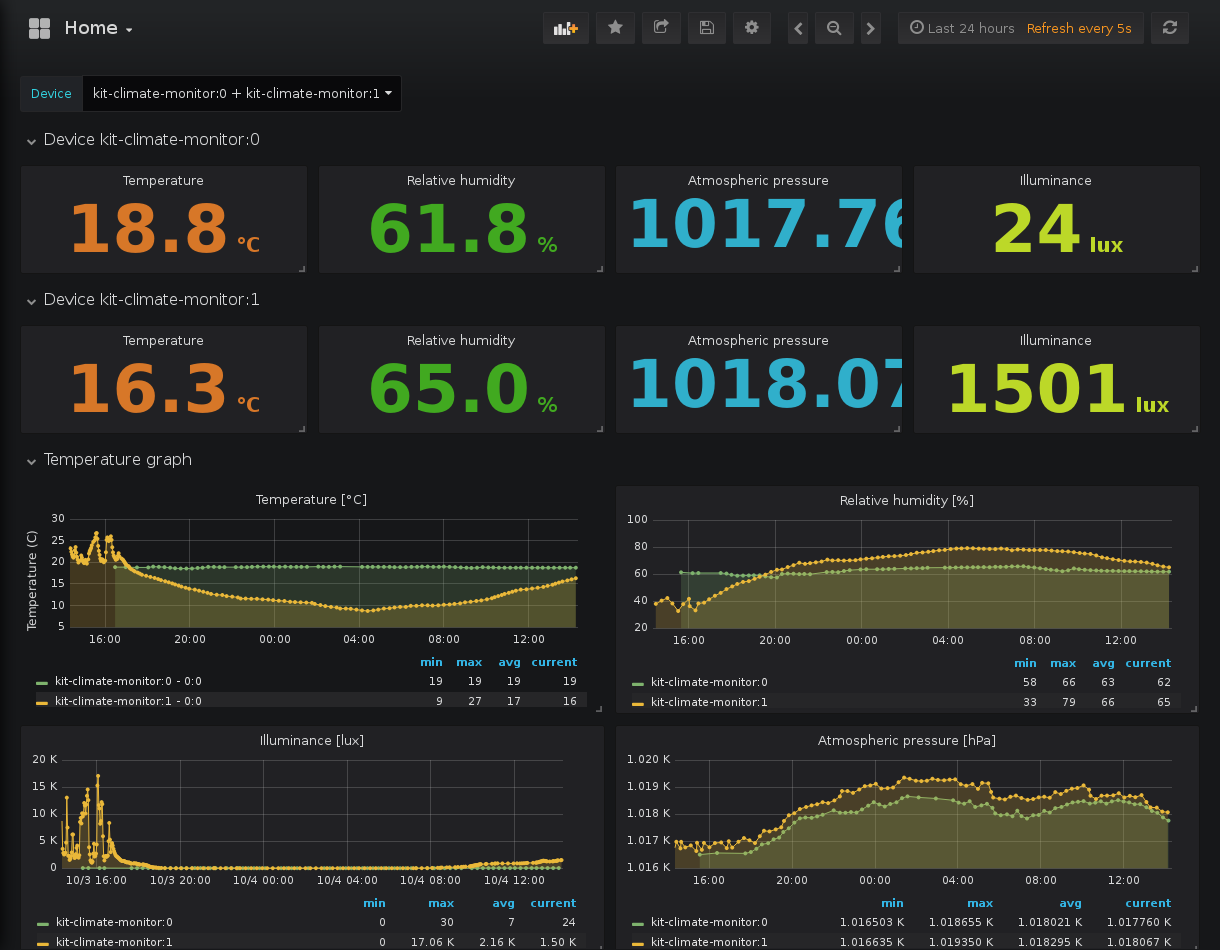 Home
Last 24 hours Refresh every 5s
Device kit-climate-monitor:0 + kit-climate-monitor:1
Device kit-climate-monitor:0
Temperature Relative humidity Atmospheric pressure Illuminance
18.8 °C 61.8 % 1017.76 24 lux
Device kit-climate-monitor:1
Temperature Relative humidity Atmospheric pressure Illuminance
16.3 °C 65.0 % 1018.07 1501 lux
Temperature graph
Temperature [°C]
Temperature (C)
30
25
20
15
10
5
16:00 20:00 00:00 04:00 08:00 12:00
min max avg current
kit-climate-monitor:0 - 0:0 19 19 19 19
kit-climate-monitor:1 - 0:0 9 27 17 16
Relative humidity [%]
100
80
60
40
20
16:00 20:00 00:00 04:00 08:00 12:00
min max avg current
kit-climate-monitor:0 58 66 63 62
kit-climate-monitor:1 33 79 66 65
Illuminance [lux]
20 K
15 K
10 K
5 K
0
10/3 16:00 10/3 20:00 10/4 00:00 10/4 04:00 10/4 08:00 10/4 12:00
min max avg current
kit-climate-monitor:0 0 30 7 24
kit-climate-monitor:1 0 17.06 K 2.16 K 1.50 K
Atmospheric pressure [hPa]
1.020 K
1.019 K
1.018 K
1.017 K
1.016 K
16:00 20:00 00:00 04:00 08:00 12:00
min max avg current
kit-climate-monitor:0 1.016503 K 1.018655 K 1.018021 K 1.017760 K
kit-climate-monitor:1 1.016635 K 1.019350 K 1.018295 K 1.018067 K